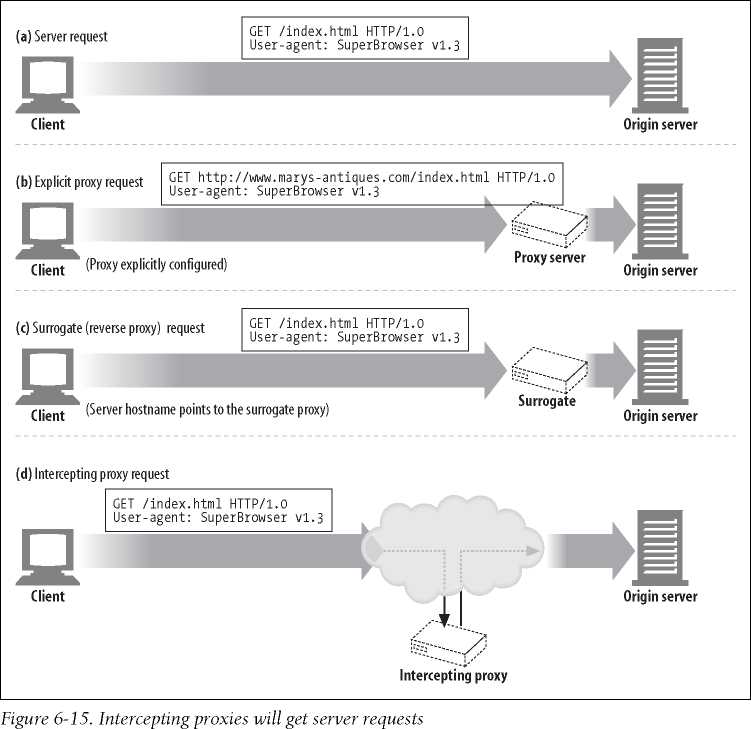 (a) Server request
GET /index.html HTTP/1.0
User-agent: SuperBrowser v1.3
Client
Origin server
(b) Explicit proxy request
GET http://www.marys-antiques.com/index.html HTTP/1.0
User-agent: SuperBrowser v1.3
Client
(Proxy explicitly configured)
Proxy server
Origin server
(c) Surrogate (reverse proxy) request
GET /index.html HTTP/1.0
User-agent: SuperBrowser v1.3
Client
(Server hostname points to the surrogate proxy)
Surrogate
Origin server
(d) Intercepting proxy request
GET /index.html HTTP/1.0
User-agent: SuperBrowser v1.3
Client
Origin server
Intercepting proxy
Figure 6-15. Intercepting proxies will get server requests